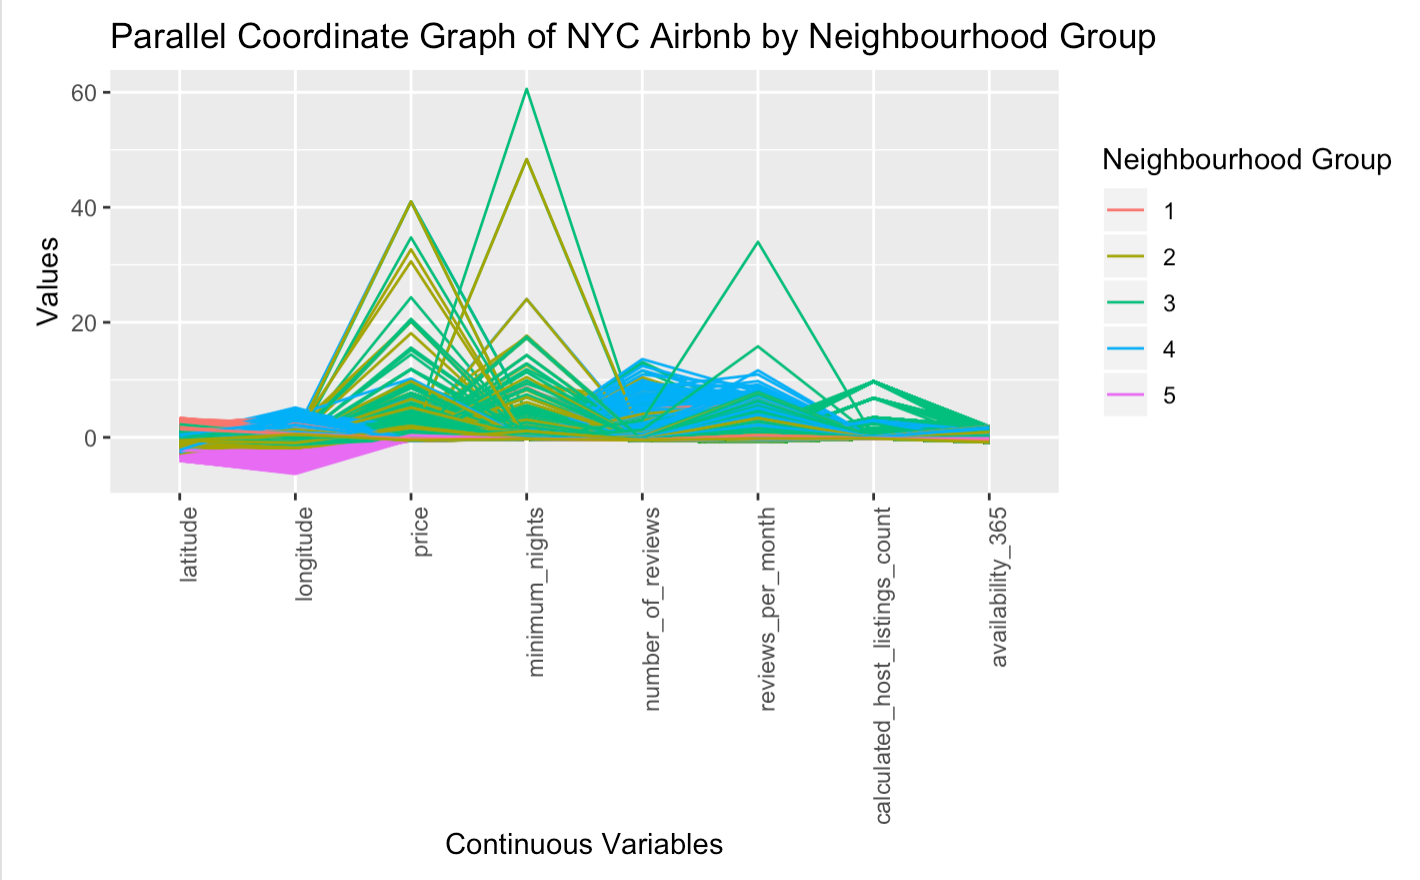 Parallel Coordinate Graph of NYC Airbnb by Neighbourhood Group
60
40
20
0
Values
latitude
longitude
price
minimum_nights
number_of_reviews
reviews_per_month
calculated_host_listings_count
availability_365
Continuous Variables
Neighbourhood Group
1
2
3
4
5